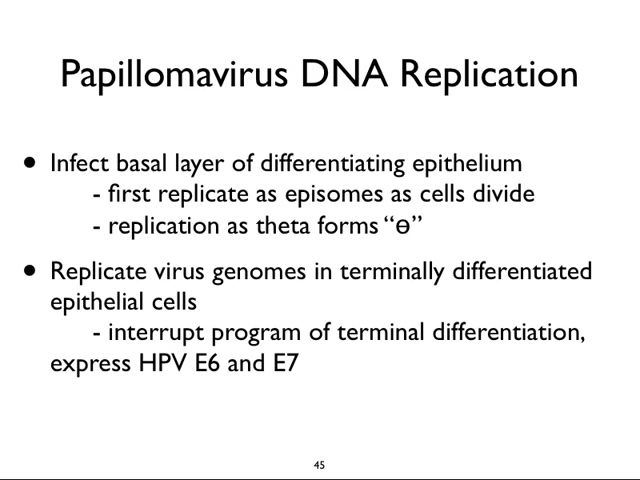 Papillomavirus DNA Replication
• Infect basal layer of differentiating epithelium
- first replicate as episomes as cells divide
- replication as theta forms “ɵ”
• Replicate virus genomes in terminally differentiated
epithelial cells
- interrupt program of terminal differentiation,
express HPV E6 and E7
45